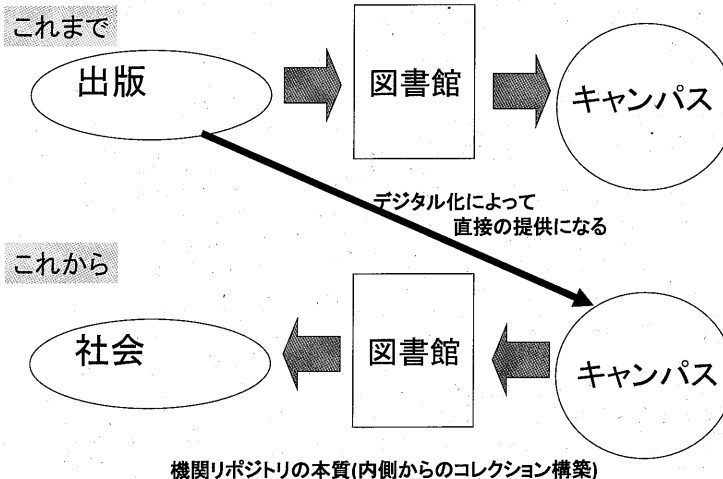 これまで
出版
図書館
キャンパス
デジタル化によって
直接の提供になる
これから
社会
図書館
キャンパス
機関リポジトリの本質(内側からのコレクション構築)